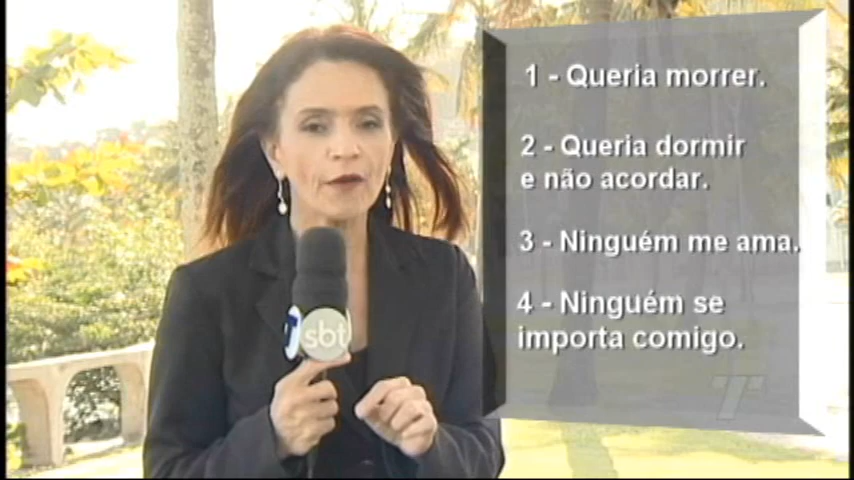 1 - Queria morrer.
2 - Queria dormir
e não acordar.
3 - Ninguém me ama.
4 - Ninguém se
importa comigo.
sbt